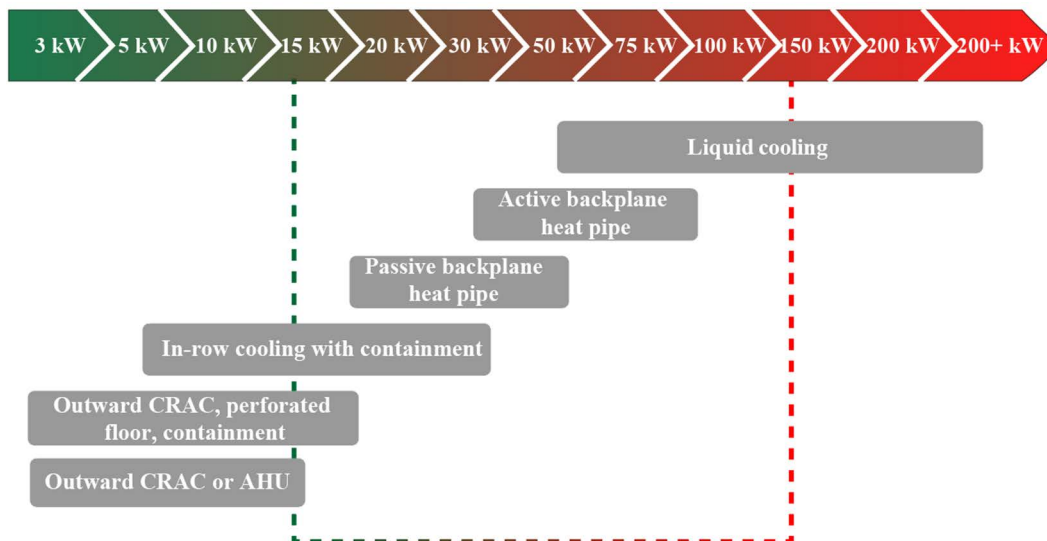 3 kW 5 kW 10 kW 15 kW 20 kW 30 kW 50 kW 75 kW 100 kW 150 kW 200 kW 200+ kW
Liquid cooling
Active backplane
heat pipe
Passive backplane
heat pipe
In-row cooling with containment
Outward CRAC, perforated
floor, containment
Outward CRAC or AHU